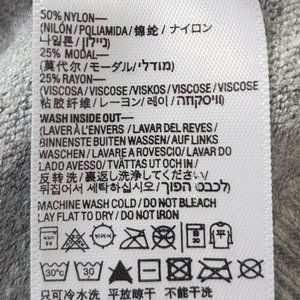 50% NYLON—
(NILÓN/POLIAMIDA/锦纶/ナイロン
나일론/ניילון)—
25% MODAL—
(莫代尔/モーダル/מודלי)—
25% RAYON—
(VISCOSA/VISCOSE/VISKOS/VISCOSE/
粘胶纤维/レーヨン/레이/וויסקוזה)—
WASH INSIDE OUT—
(LAVER À L'ENVERS/LAVAR DEL REVES/
BINNENSTE BUITEN WASSEN/AUF LINKS
WASCHEN/LAVARE A ROVESCIO/LAVAR DO
LADO AVESSO/TVÄTTAS UT OCH IN/
反转洗/裏返し洗濯してください/
뒤집어서 세탁하십시오/לכבס הפוך)—
MACHINE WASH COLD/DO NOT BLEACH
LAY FLAT TO DRY/DO NOT IRON
30°C 30
只可冷水洗 平放晾干 不能漂洗